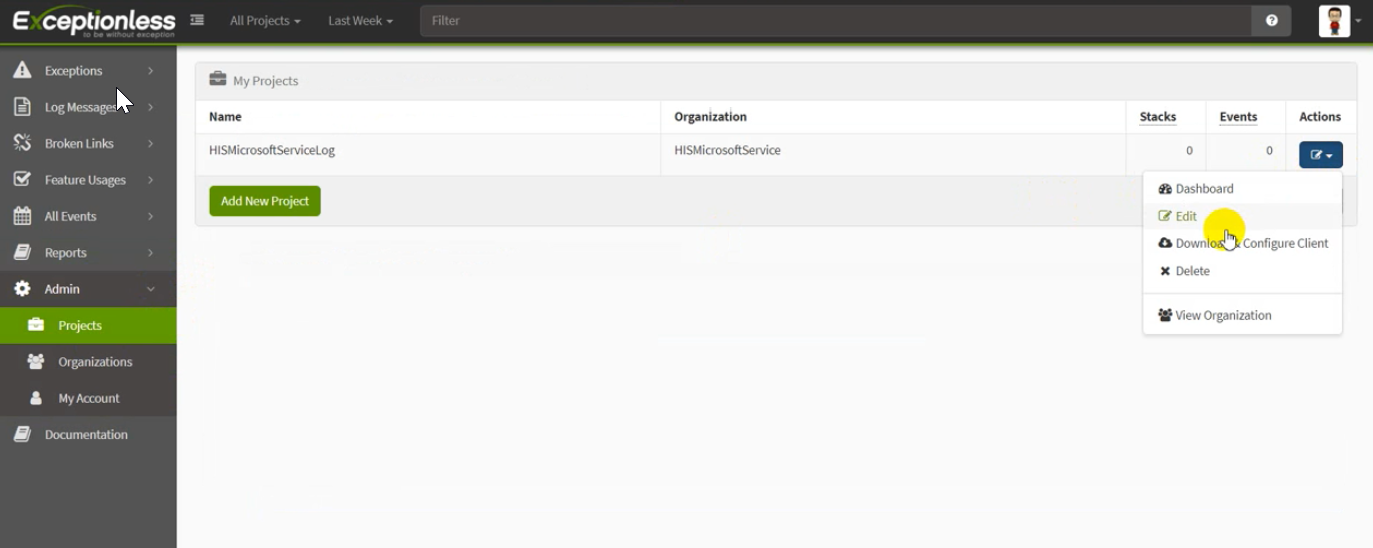 Exceptionless
to be without exception
All Projects
Last Week
Filter
Exceptions
Log Messages
Broken Links
Feature Usages
All Events
Reports
Admin
Projects
Organizations
My Account
Documentation
My Projects
Name Organization Stacks Events Actions
HISMicrosoftServiceLog HISMicrosoftService 0 0
Add New Project
Dashboard
Edit
Download & Configure Client
Delete
View Organization